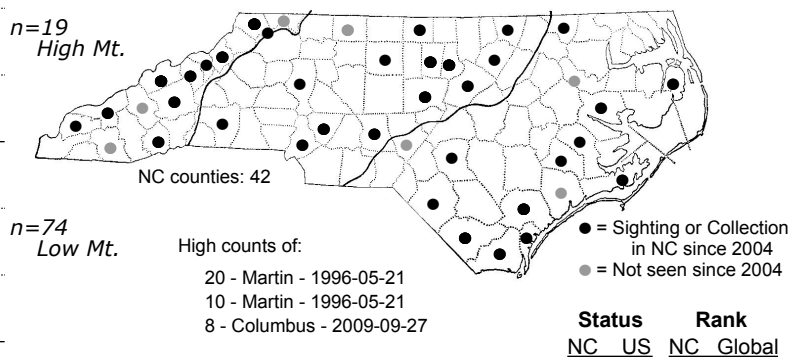 n=19
High Mt.
NC counties: 42
n=74
Low Mt.
High counts of:
20 - Martin - 1996-05-21
10 - Martin - 1996-05-21
8 - Columbus - 2009-09-27
● = Sighting or Collection
in NC since 2004
● = Not seen since 2004
Status Rank
NC US NC Global